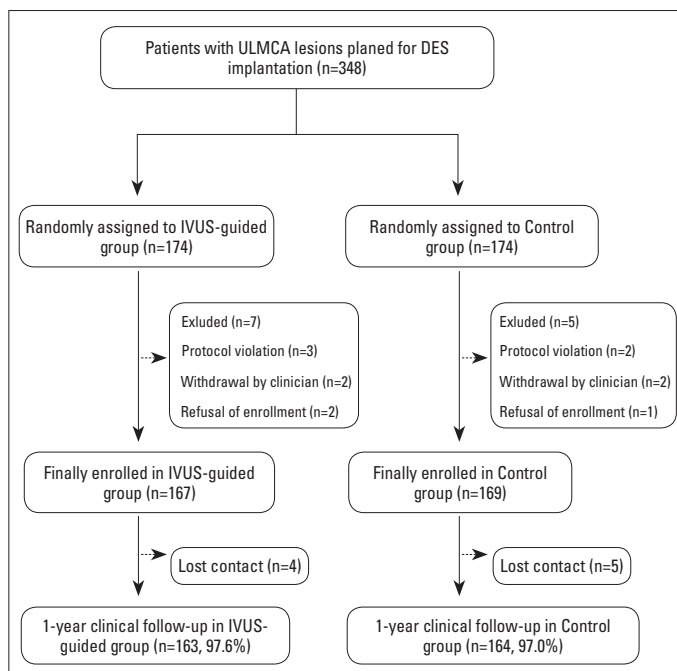 Patients with ULMCA lesions planed for DES
implantation (n=348)
Randomly assigned to IVUS-guided
group (n=174)
Randomly assigned to Control
group (n=174)
Exluded (n=7)
Protocol violation (n=3)
Withdrawal by clinician (n=2)
Refusal of enrollment (n=2)
Exluded (n=5)
Protocol violation (n=2)
Withdrawal by clinician (n=2)
Refusal of enrollment (n=1)
Finally enrolled in IVUS-guided
group (n=167)
Finally enrolled in Control
group (n=169)
Lost contact (n=4)
Lost contact (n=5)
1-year clinical follow-up in IVUS-
guided group (n=163, 97.6%)
1-year clinical follow-up in Control
group (n=164, 97.0%)